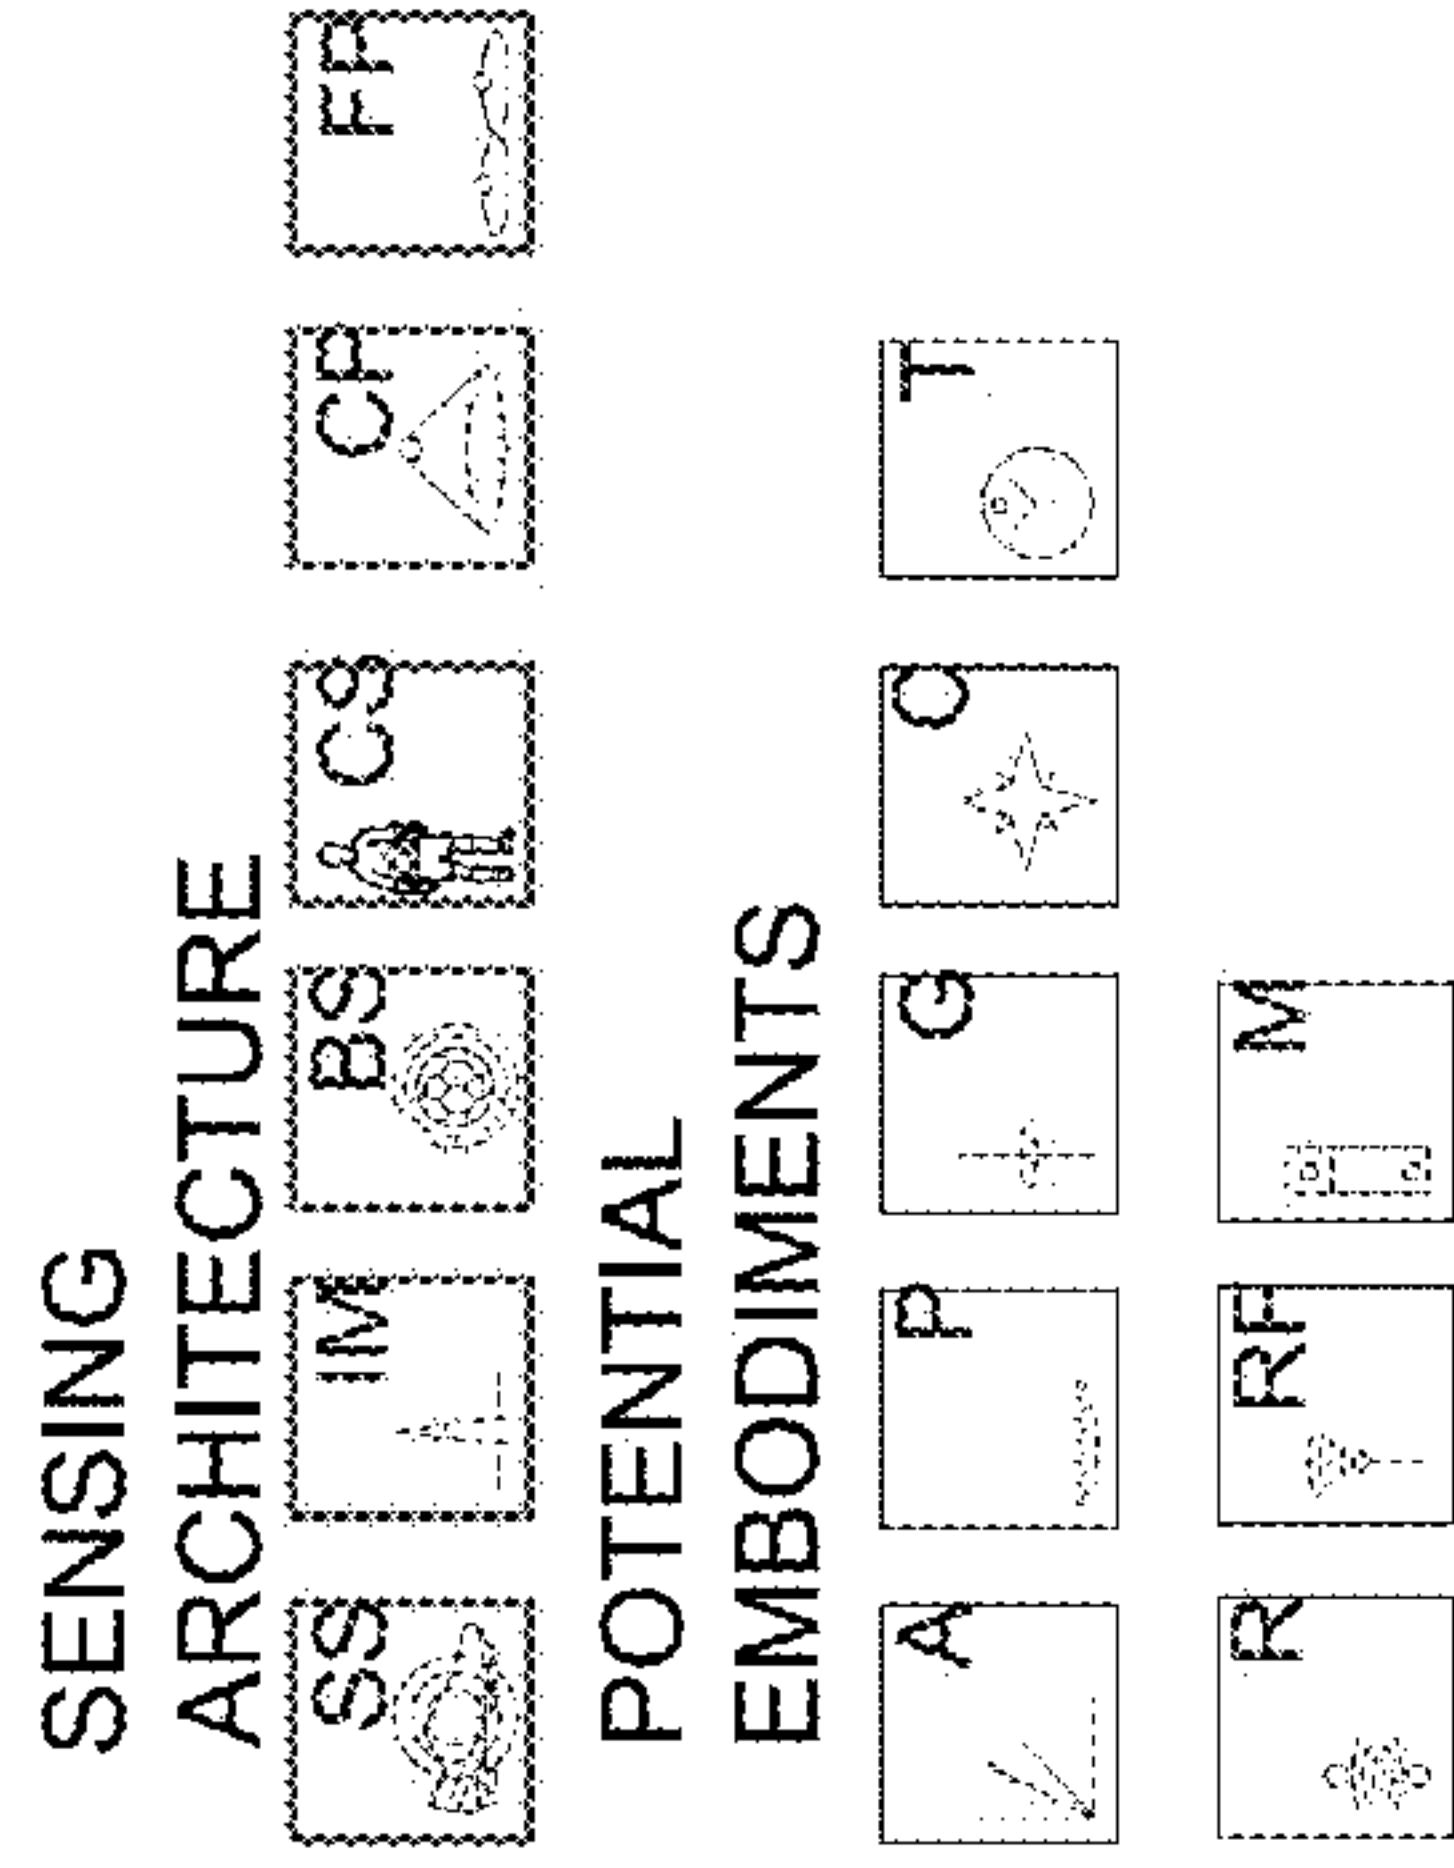 SENSING
ARCHITECTURE
SS IM BS CS CP FP
POTENTIAL
EMBODIMENTS
A P G O T
R RF M